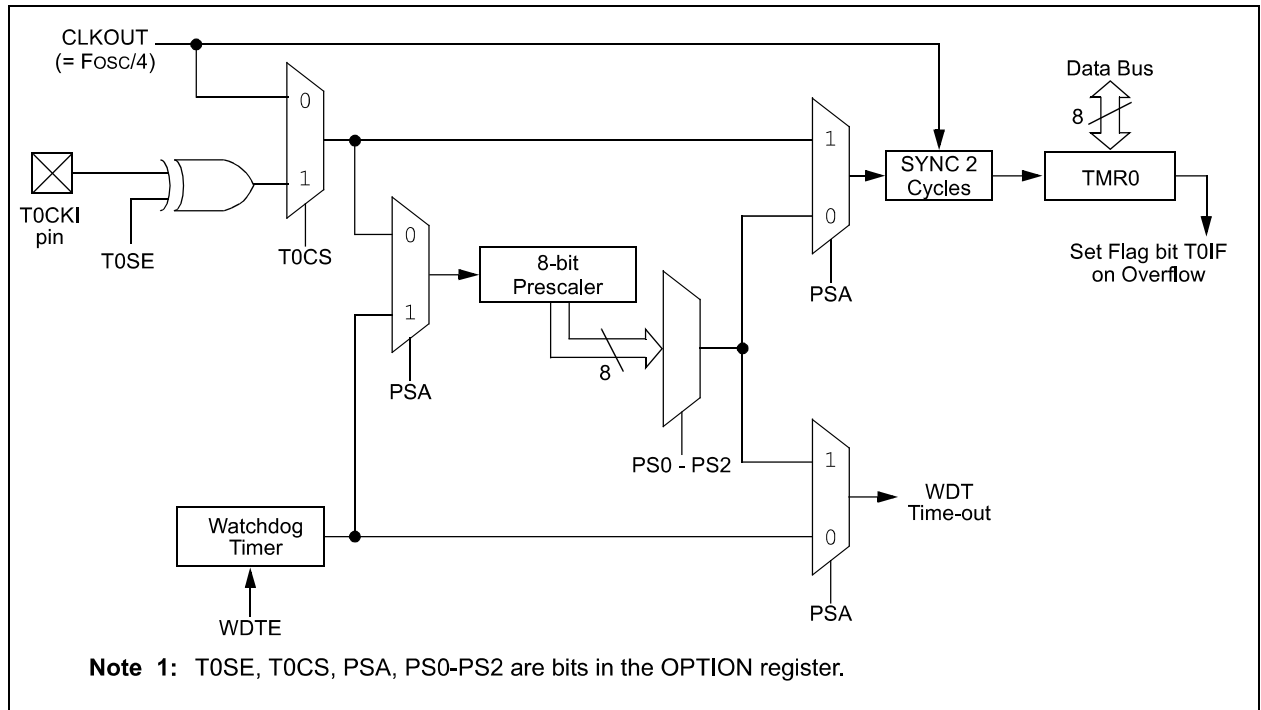 CLKOUT
(= FOSC/4)
0
1
T0CKI
pin
T0SE
T0CS
0
1
PSA
8-bit
Prescaler
8
PS0 - PS2
1
0
PSA
SYNC 2
Cycles
Data Bus
8
TMR0
Set Flag bit T0IF
on Overflow
Watchdog
Timer
WDTE
1
0
PSA
WDT
Time-out
Note 1: T0SE, T0CS, PSA, PS0-PS2 are bits in the OPTION register.